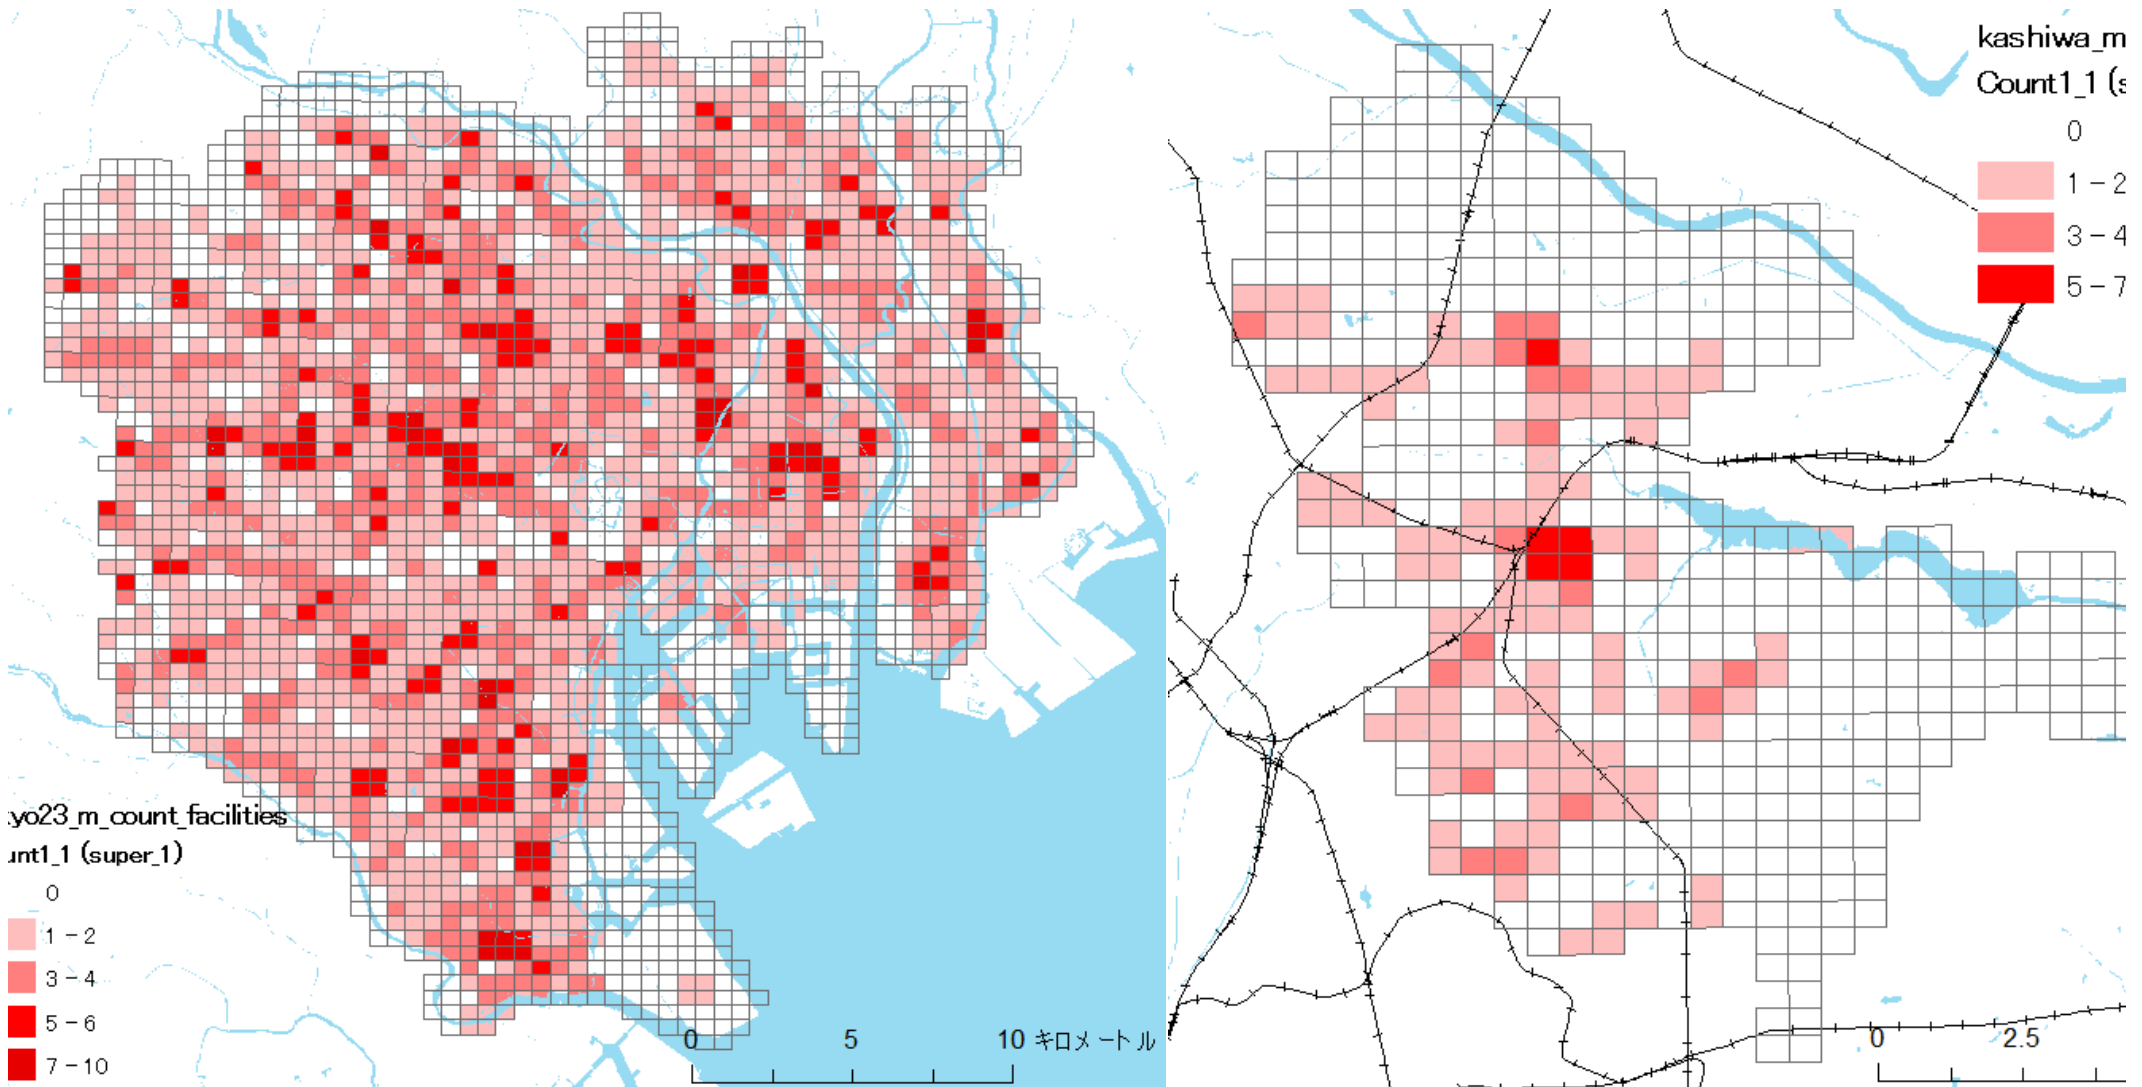 yo23_m_count_facilities
unt1_1 (super_1)
0
1 - 2
3 - 4
5 - 6
7 - 10
0 5 10 キロメートル
kashiwa_m
Count1_1 (s
0
1 - 2
3 - 4
5 - 7
0 2.5